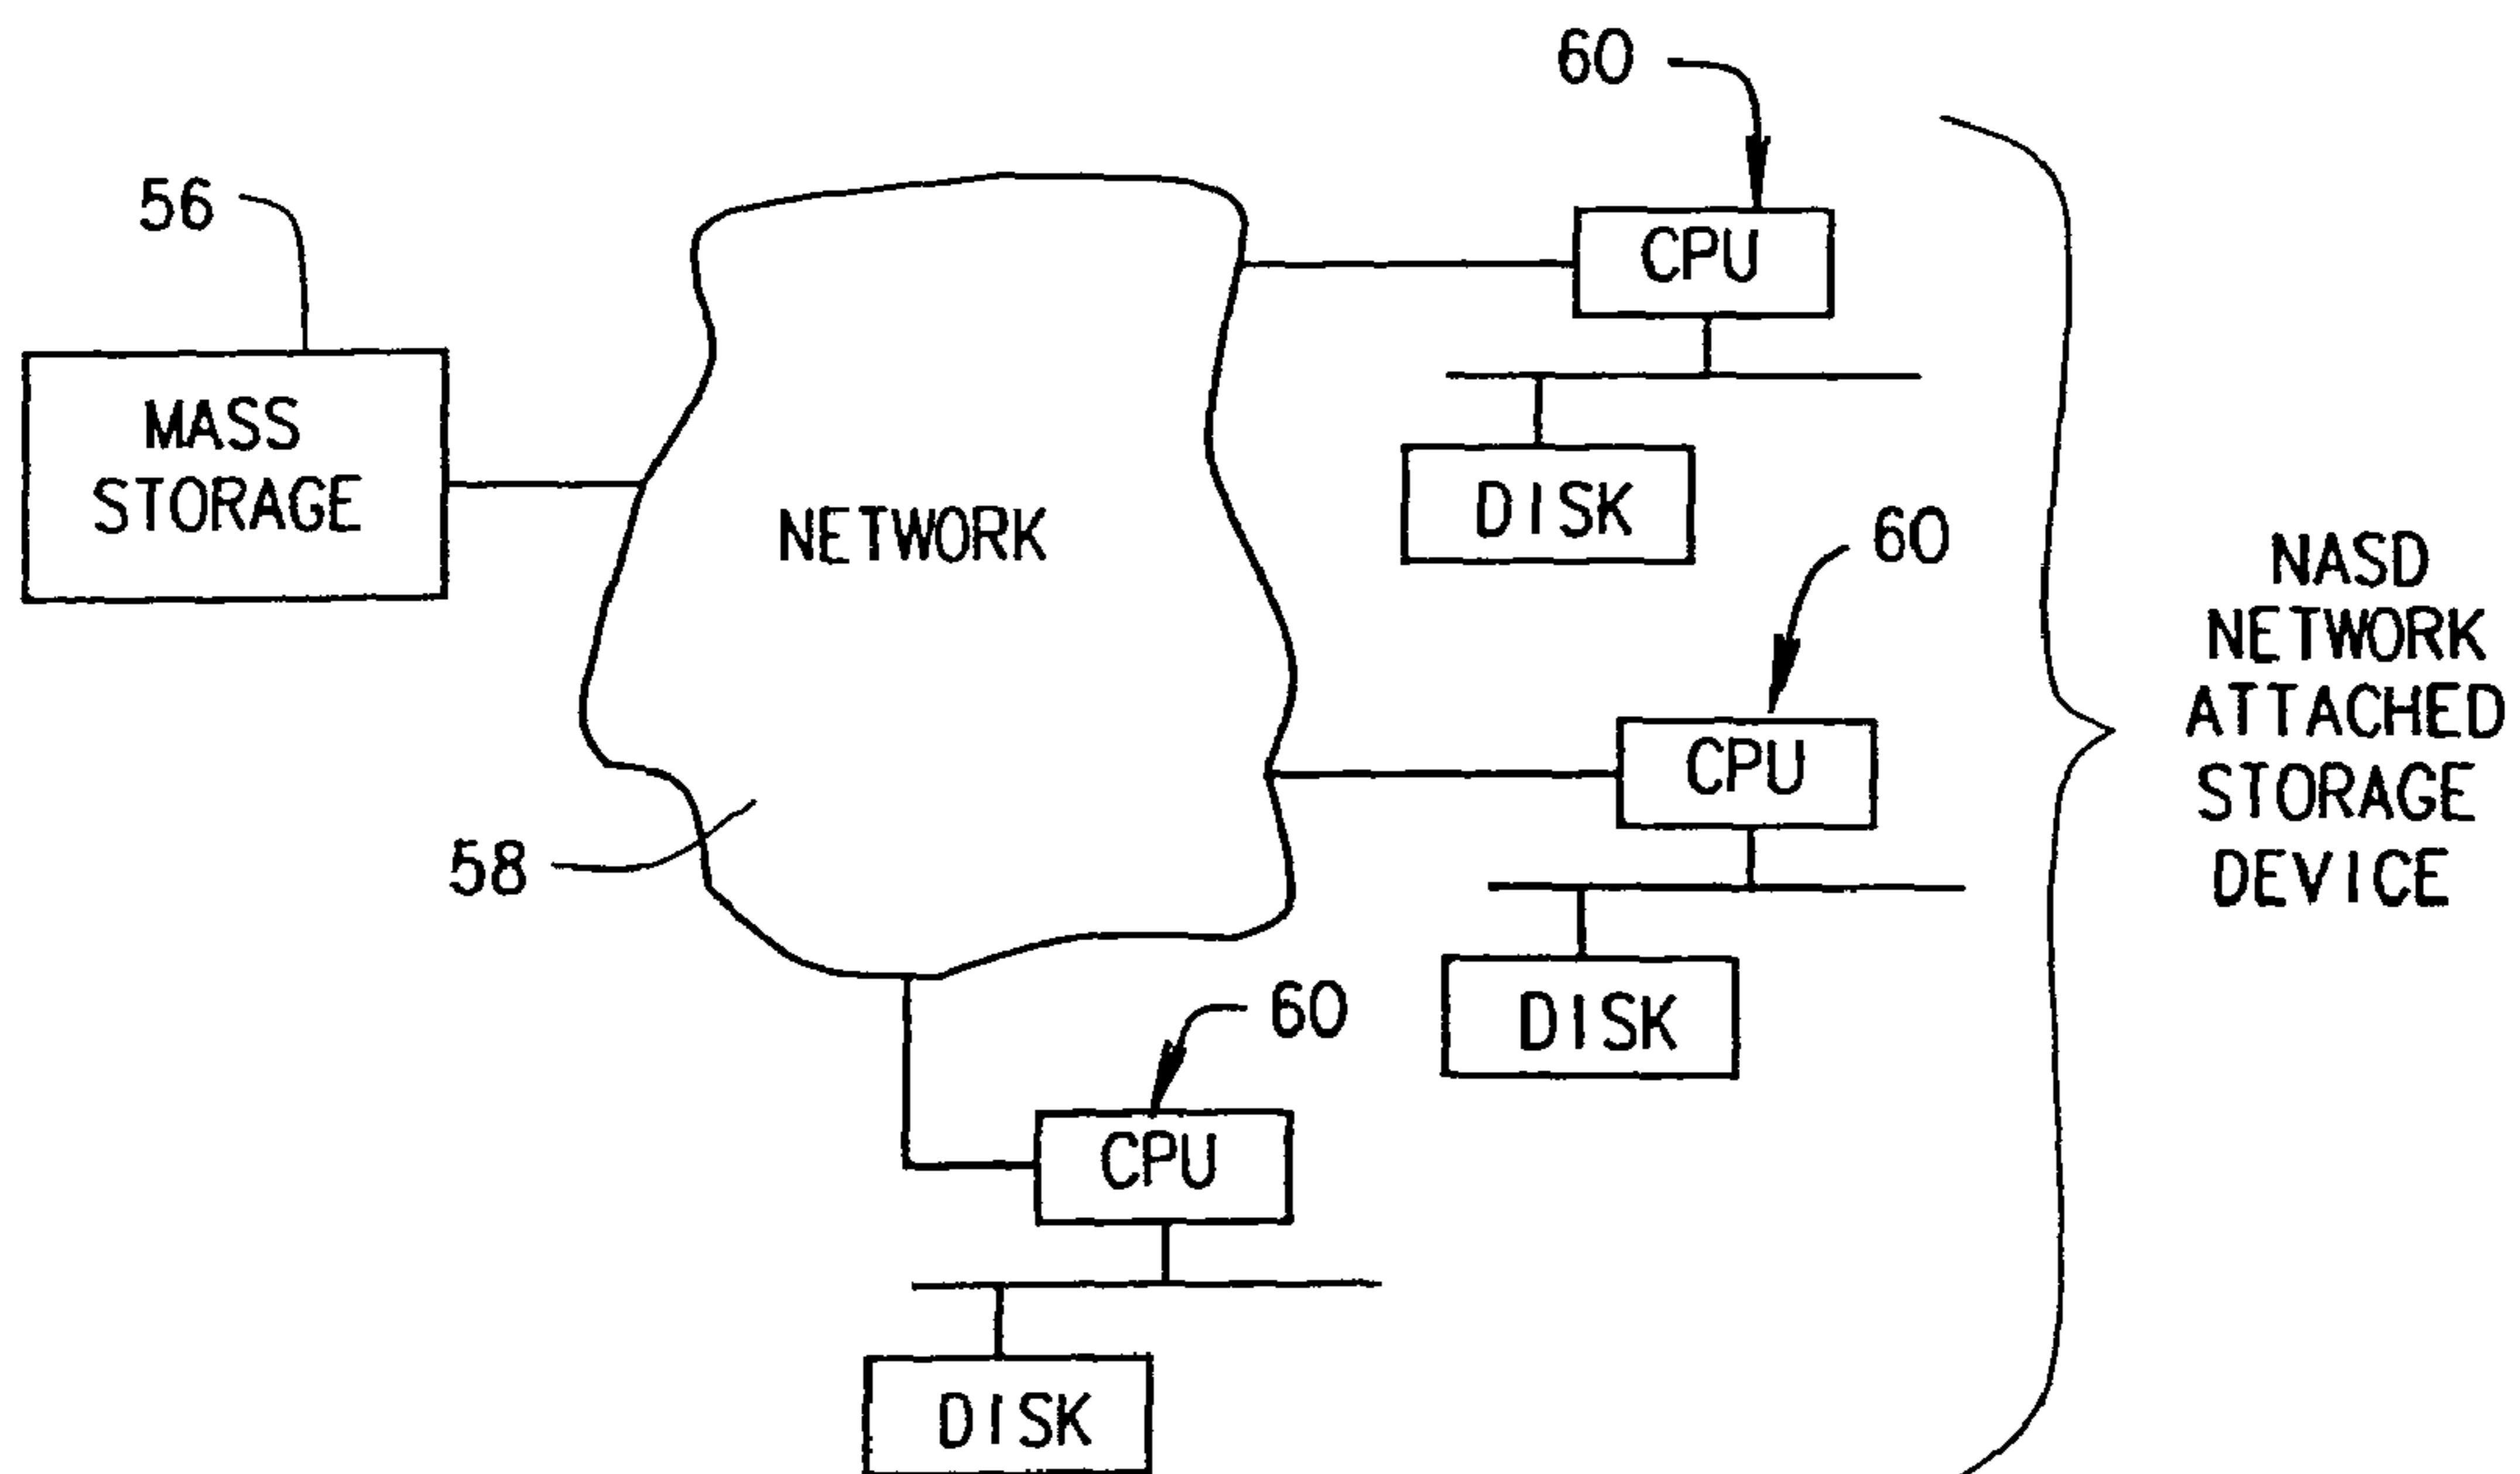 60
56
CPU
MASS
STORAGE
DISK
NETWORK
60
NASD
NETWORK
ATTACHED
STORAGE
DEVICE
CPU
58
60
DISK
CPU
DISK